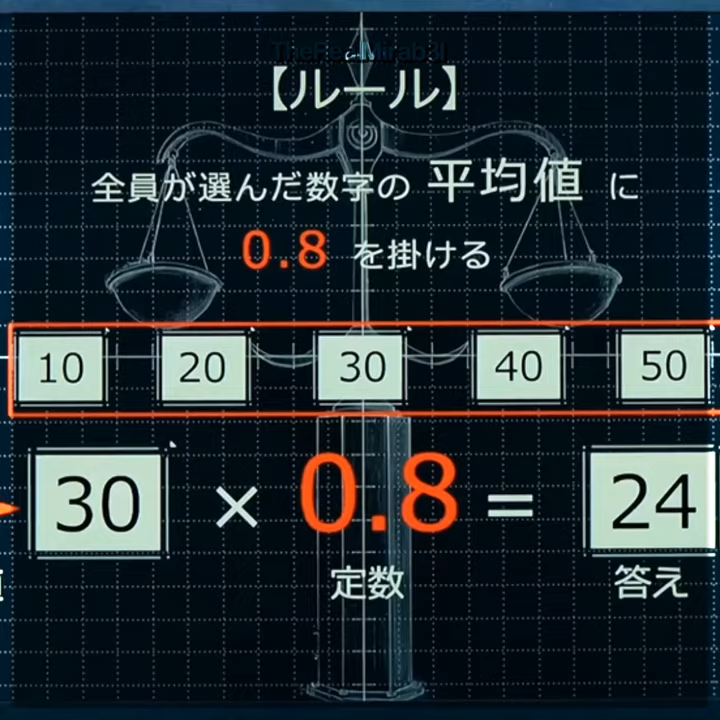 TheRealMirab3l
【ルール】
全員が選んだ数字の 平均値 に
0.8 を掛ける
10 20 30 40 50
30 × 0.8 = 24
定数 答え